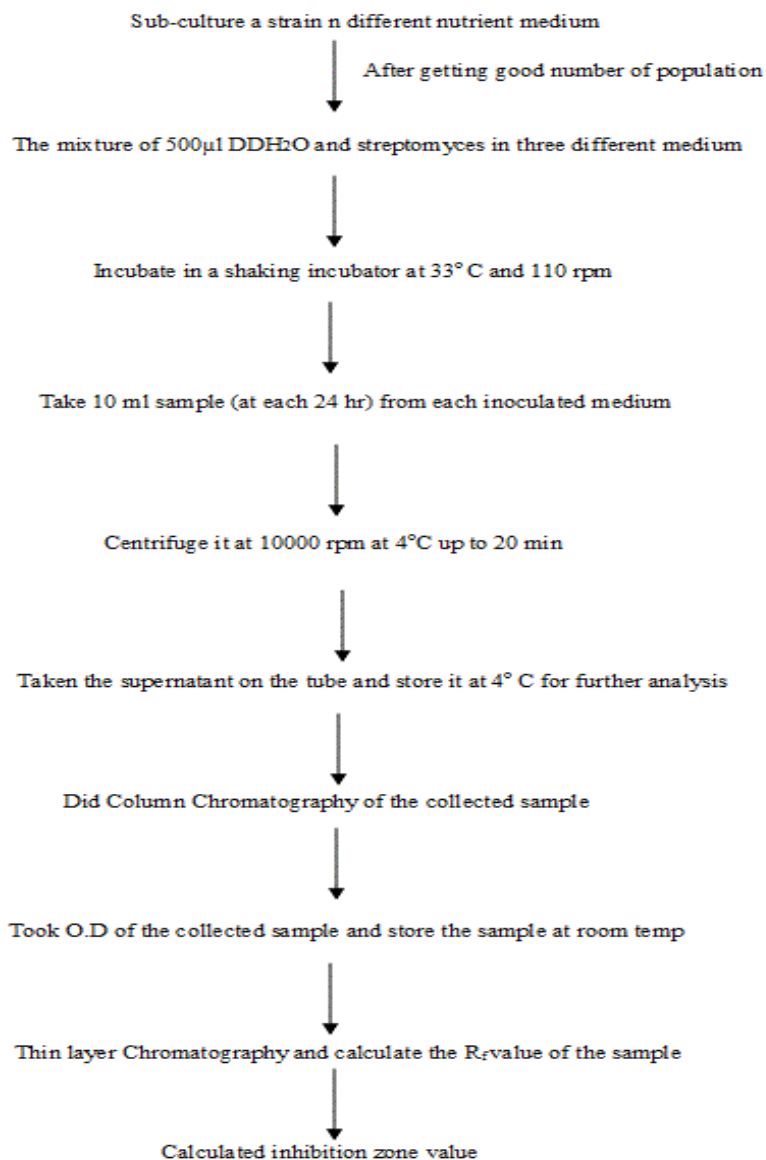 Sub-culture a strain n different nutrient medium
After getting good number of population
The mixture of 500µl DDH2O and streptomyces in three different medium
Incubate in a shaking incubator at 33° C and 110 rpm
Take 10 ml sample (at each 24 hr) from each inoculated medium
Centrifuge it at 10000 rpm at 4°C up to 20 min
Taken the supernatant on the tube and store it at 4° C for further analysis
Did Column Chromatography of the collected sample
Took O.D of the collected sample and store the sample at room temp
Thin layer Chromatography and calculate the Rf value of the sample
Calculated inhibition zone value